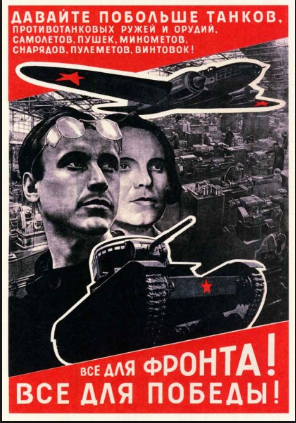 ДАВАЙТЕ ПОБОЛЬШЕ ТАНКОВ,
ПРОТИВОТАНКОВЫХ РУЖЕЙ И ОРУДИЙ,
САМОЛЕТОВ, ПУШЕК, МИНОМЕТОВ,
СНАРЯДОВ, ПУЛЕМЕТОВ, ВИНТОВОК!
ВСЕ ДЛЯ ФРОНТА!
ВСЕ ДЛЯ ПОБЕДЫ!